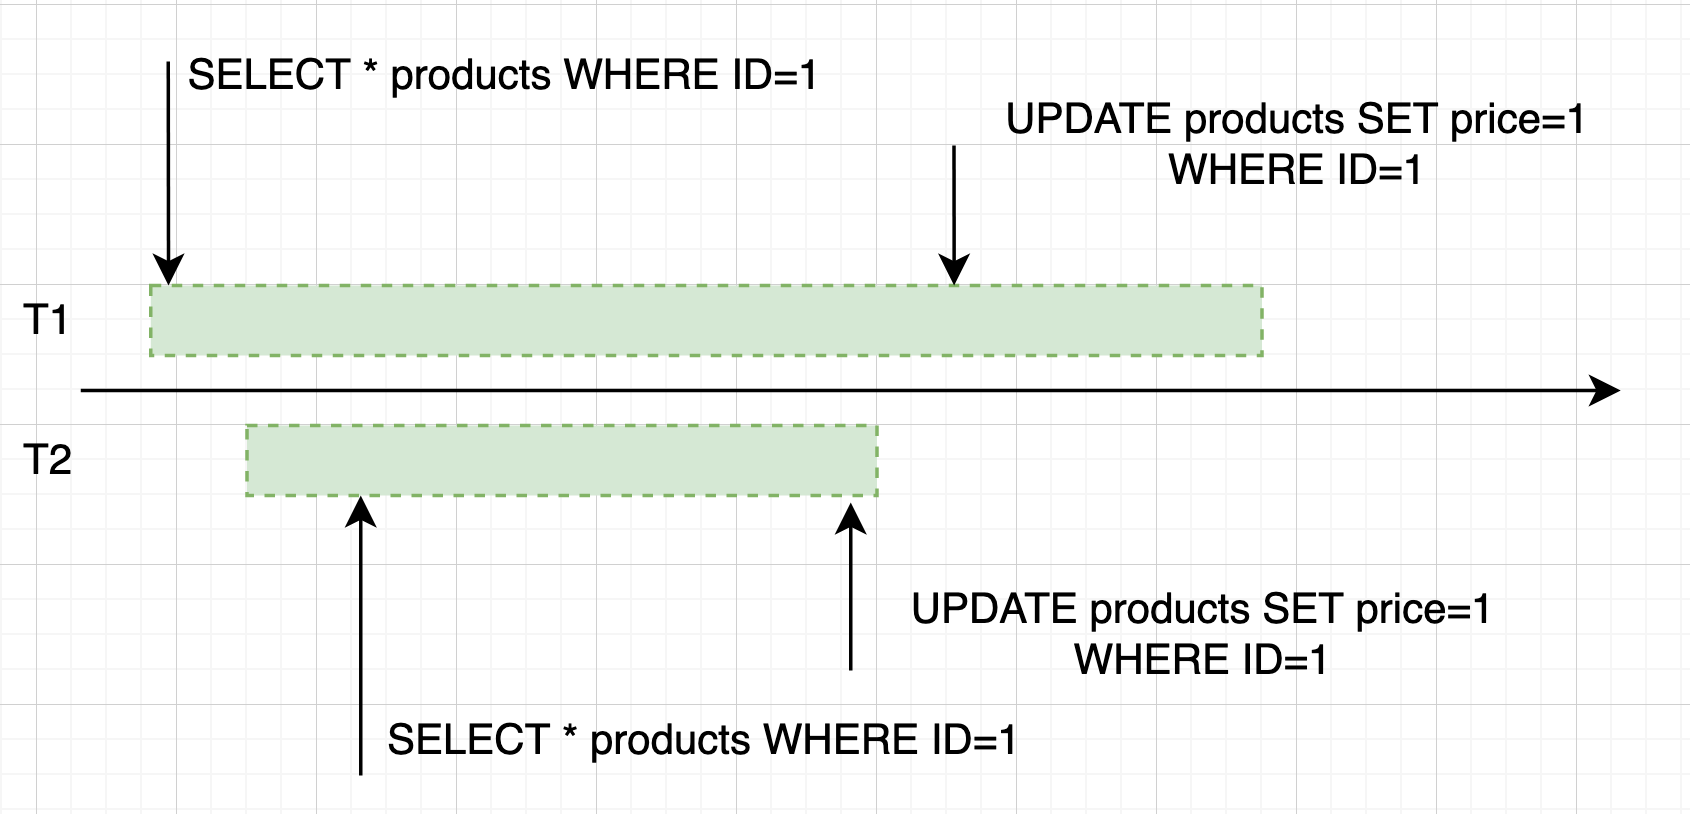 SELECT * products WHERE ID=1
UPDATE products SET price=1
WHERE ID=1
T1
T2
UPDATE products SET price=1
WHERE ID=1
SELECT * products WHERE ID=1